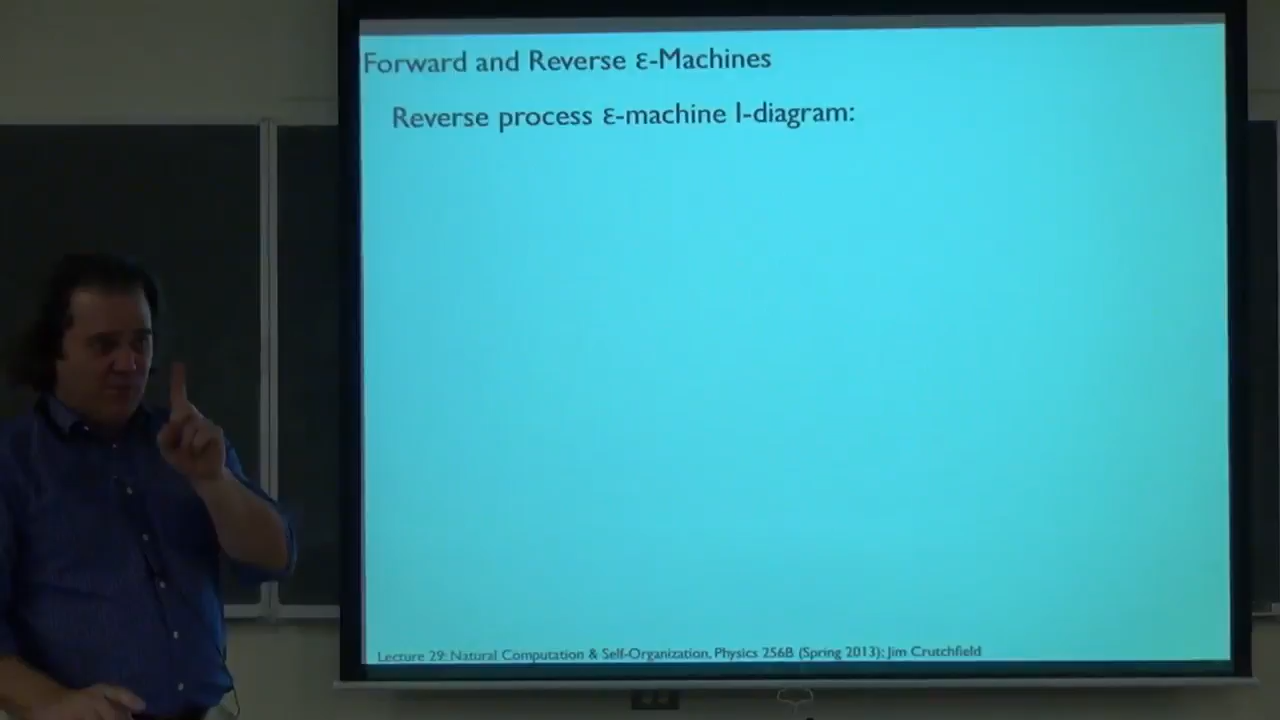 Forward and Reverse ε-Machines
Reverse process ε-machine I-diagram:
Lecture 29: Natural Computation & Self-Organization, Physics 256B (Spring 2013); Jim Crutchfield